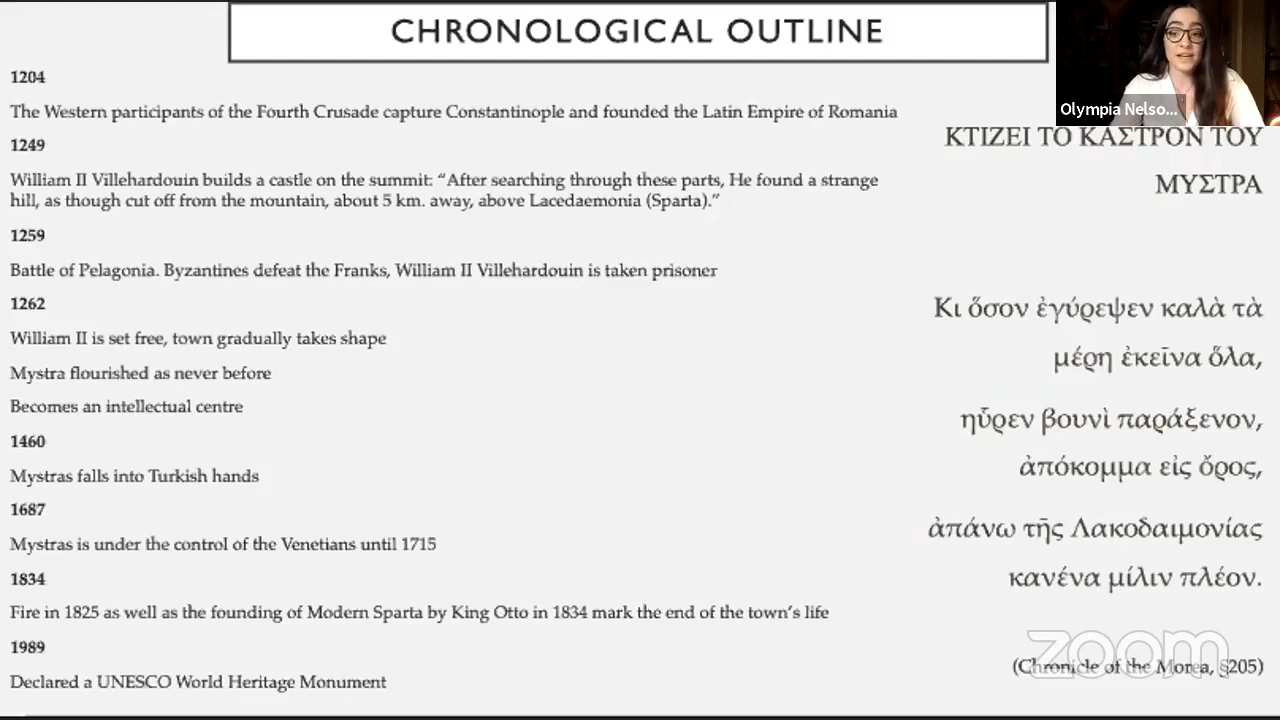 CHRONOLOGICAL OUTLINE
1204
The Western participants of the Fourth Crusade capture Constantinople and founded the Latin Empire of Romania
1249
William II Villehardouin builds a castle on the summit: “After searching through these parts, He found a strange
hill, as though cut off from the mountain, about 5 km. away, above Lacedaemonia (Sparta).”
1259
Battle of Pelagonia. Byzantines defeat the Franks, William II Villehardouin is taken prisoner
1262
William II is set free, town gradually takes shape
Mystra flourished as never before
Becomes an intellectual centre
1460
Mystras falls into Turkish hands
1687
Mystras is under the control of the Venetians until 1715
1834
Fire in 1825 as well as the founding of Modern Sparta by King Otto in 1834 mark the end of the town’s life
1989
Declared a UNESCO World Heritage Monument
Olympia Nelso...
ΚΤΙΖΕΙ ΤΟ ΚΑΣΤΡΟΝ ΤΟΥ
ΜΥΣΤΡΑ
Κι ὅσον ἐγύρεψεν καλὰ τὰ
μέρη ἐκεῖνα ὅλα,
ηὗρεν βουνὶ παράξενον,
ἀπόκομμα εἰς ὄρος,
ἀπάνω τῆς Λακοδαιμονίας
κανένα μίλιν πλέον.
(Chronicle of the Morea, §205)
zoom